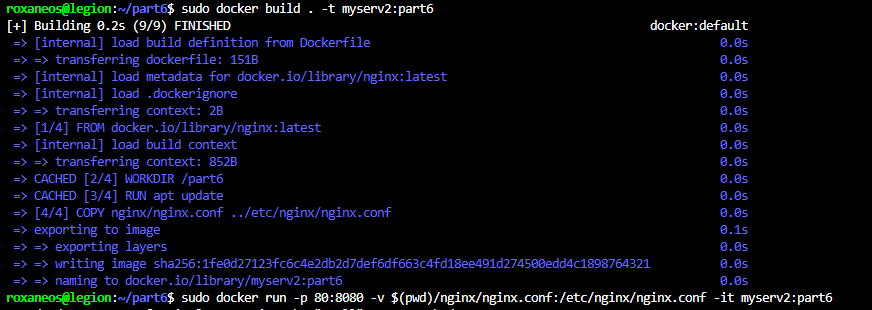 roxaneos@legion:~/part6$ sudo docker build . -t myserv2:part6
[+] Building 0.2s (9/9) FINISHED docker:default
=> [internal] load build definition from Dockerfile 0.0s
=> => transferring dockerfile: 151B 0.0s
=> [internal] load metadata for docker.io/library/nginx:latest 0.0s
=> [internal] load .dockerignore 0.0s
=> => transferring context: 2B 0.0s
=> [1/4] FROM docker.io/library/nginx:latest 0.0s
=> [internal] load build context 0.0s
=> => transferring context: 852B 0.0s
=> CACHED [2/4] WORKDIR /part6 0.0s
=> CACHED [3/4] RUN apt update 0.0s
=> [4/4] COPY nginx/nginx.conf ../etc/nginx/nginx.conf 0.0s
=> exporting to image 0.1s
=> => exporting layers 0.0s
=> => writing image sha256:1fe0d27123fc6c4e2db2d7def6df663c4fd18ee491d274500edd4c1898764321 0.0s
=> => naming to docker.io/library/myserv2:part6 0.0s
roxaneos@legion:~/part6$ sudo docker run -p 80:8080 -v $(pwd)/nginx/nginx.conf:/etc/nginx/nginx.conf -it myserv2:part6